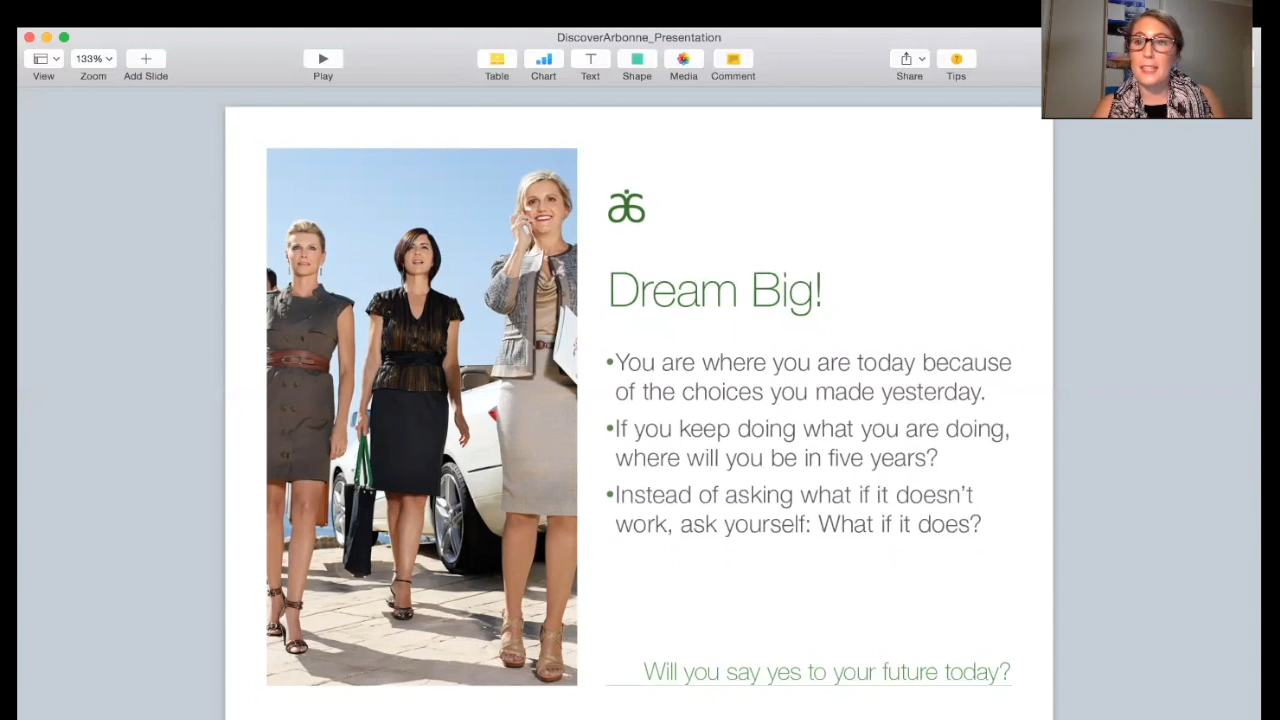 DiscoverArbonne_Presentation
133%
View
Zoom
Add Slide
Play
Table
Chart
Text
Shape
Media
Comment
Share
Tips
Dream Big!
•You are where you are today because
of the choices you made yesterday.
•If you keep doing what you are doing,
where will you be in five years?
•Instead of asking what if it doesn't
work, ask yourself: What if it does?
Will you say yes to your future today?